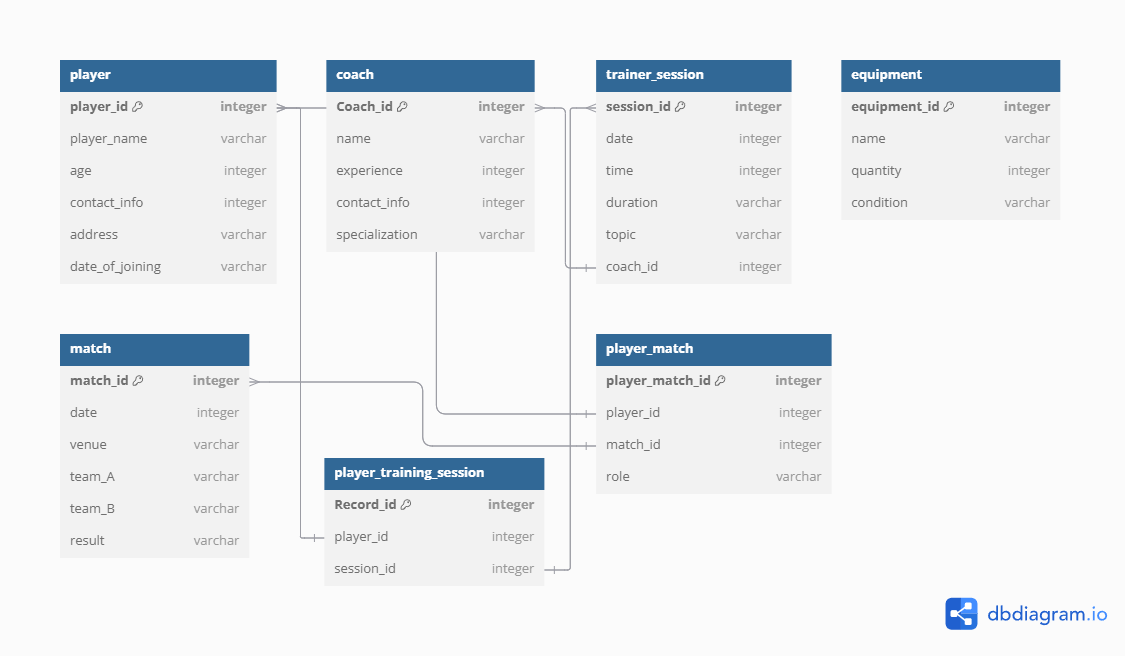 player
player_id integer
player_name varchar
age integer
contact_info integer
address varchar
date_of_joining varchar
coach
Coach_id integer
name varchar
experience integer
contact_info integer
specialization varchar
trainer_session
session_id integer
date integer
time integer
duration varchar
topic varchar
coach_id integer
equipment
equipment_id integer
name varchar
quantity integer
condition varchar
match
match_id integer
date integer
venue varchar
team_A varchar
team_B varchar
result varchar
player_training_session
Record_id integer
player_id integer
session_id integer
player_match
player_match_id integer
player_id integer
match_id integer
role varchar
dbdiagram.io